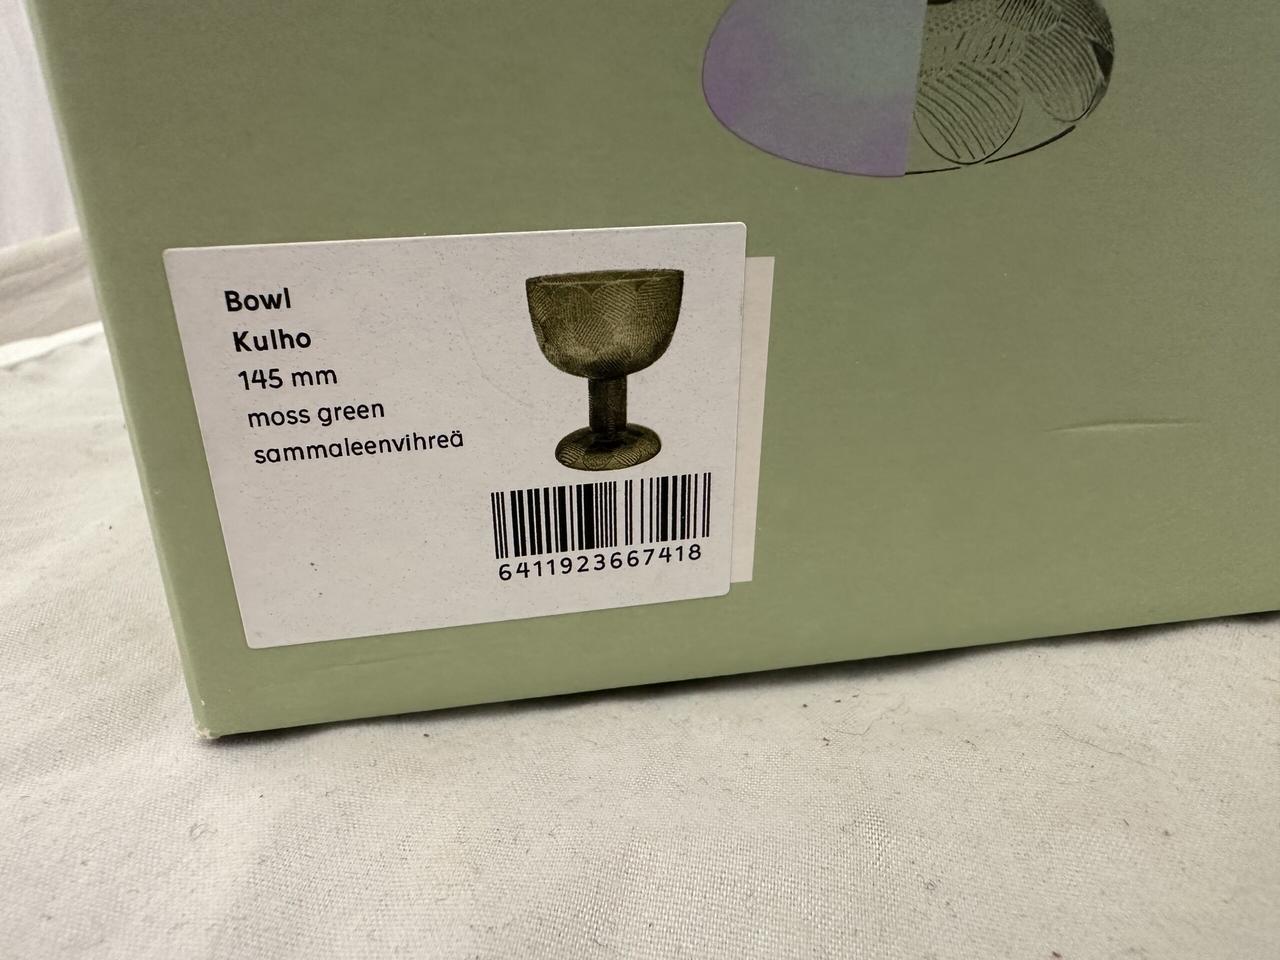 Bowl
Kulho
145 mm
moss green
sammaleenvihreä
6411923667418